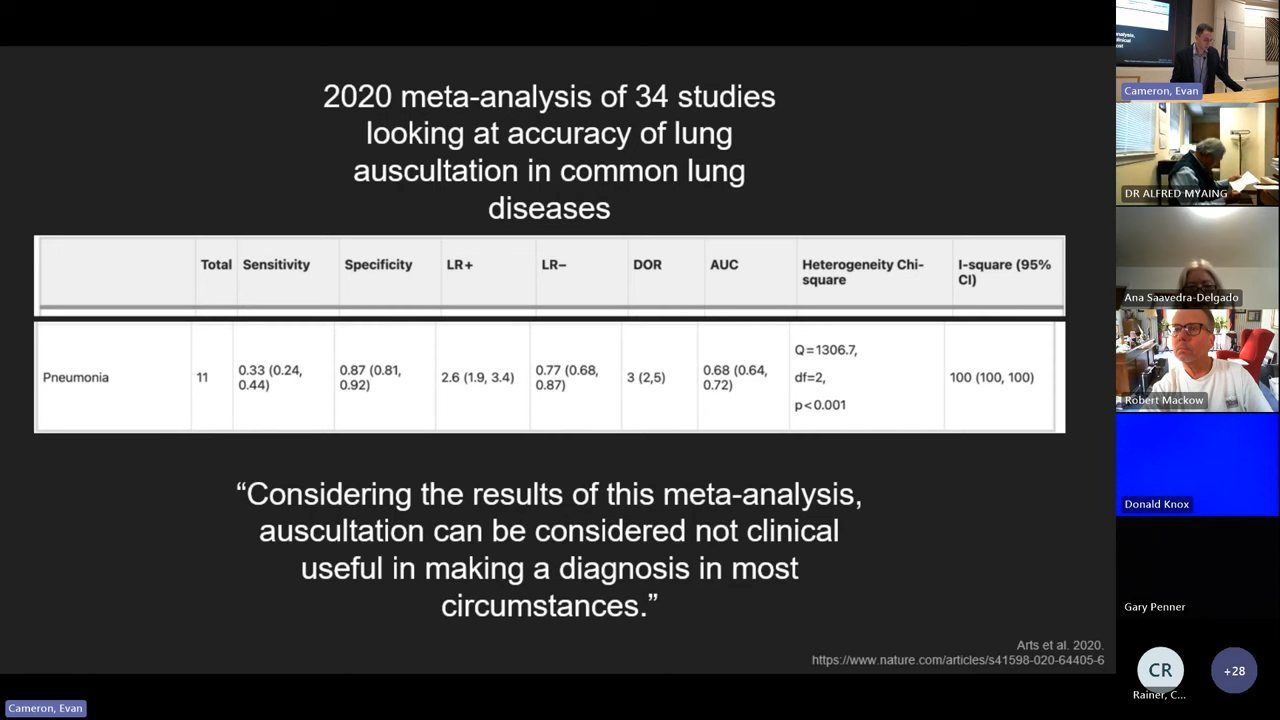 2020 meta-analysis of 34 studies
looking at accuracy of lung
auscultation in common lung
diseases
Total Sensitivity Specificity LR+ LR− DOR AUC Heterogeneity Chi-
square I-square (95%
CI)
Pneumonia 11 0.33 (0.24,
0.44) 0.87 (0.81,
0.92) 2.6 (1.9, 3.4) 0.77 (0.68,
0.87) 3 (2,5) 0.68 (0.64,
0.72) Q=1306.7,
df=2,
p<0.001 100 (100, 100)
“Considering the results of this meta-analysis,
auscultation can be considered not clinical
useful in making a diagnosis in most
circumstances.”
Arts et al. 2020.
https://www.nature.com/articles/s41598-020-64405-6
Cameron, Evan
Cameron, Evan
DR ALFRED MYAING
Ana Saavedra-Delgado
Robert Mackow
Donald Knox
Gary Penner
CR
Rainer, C...
+28